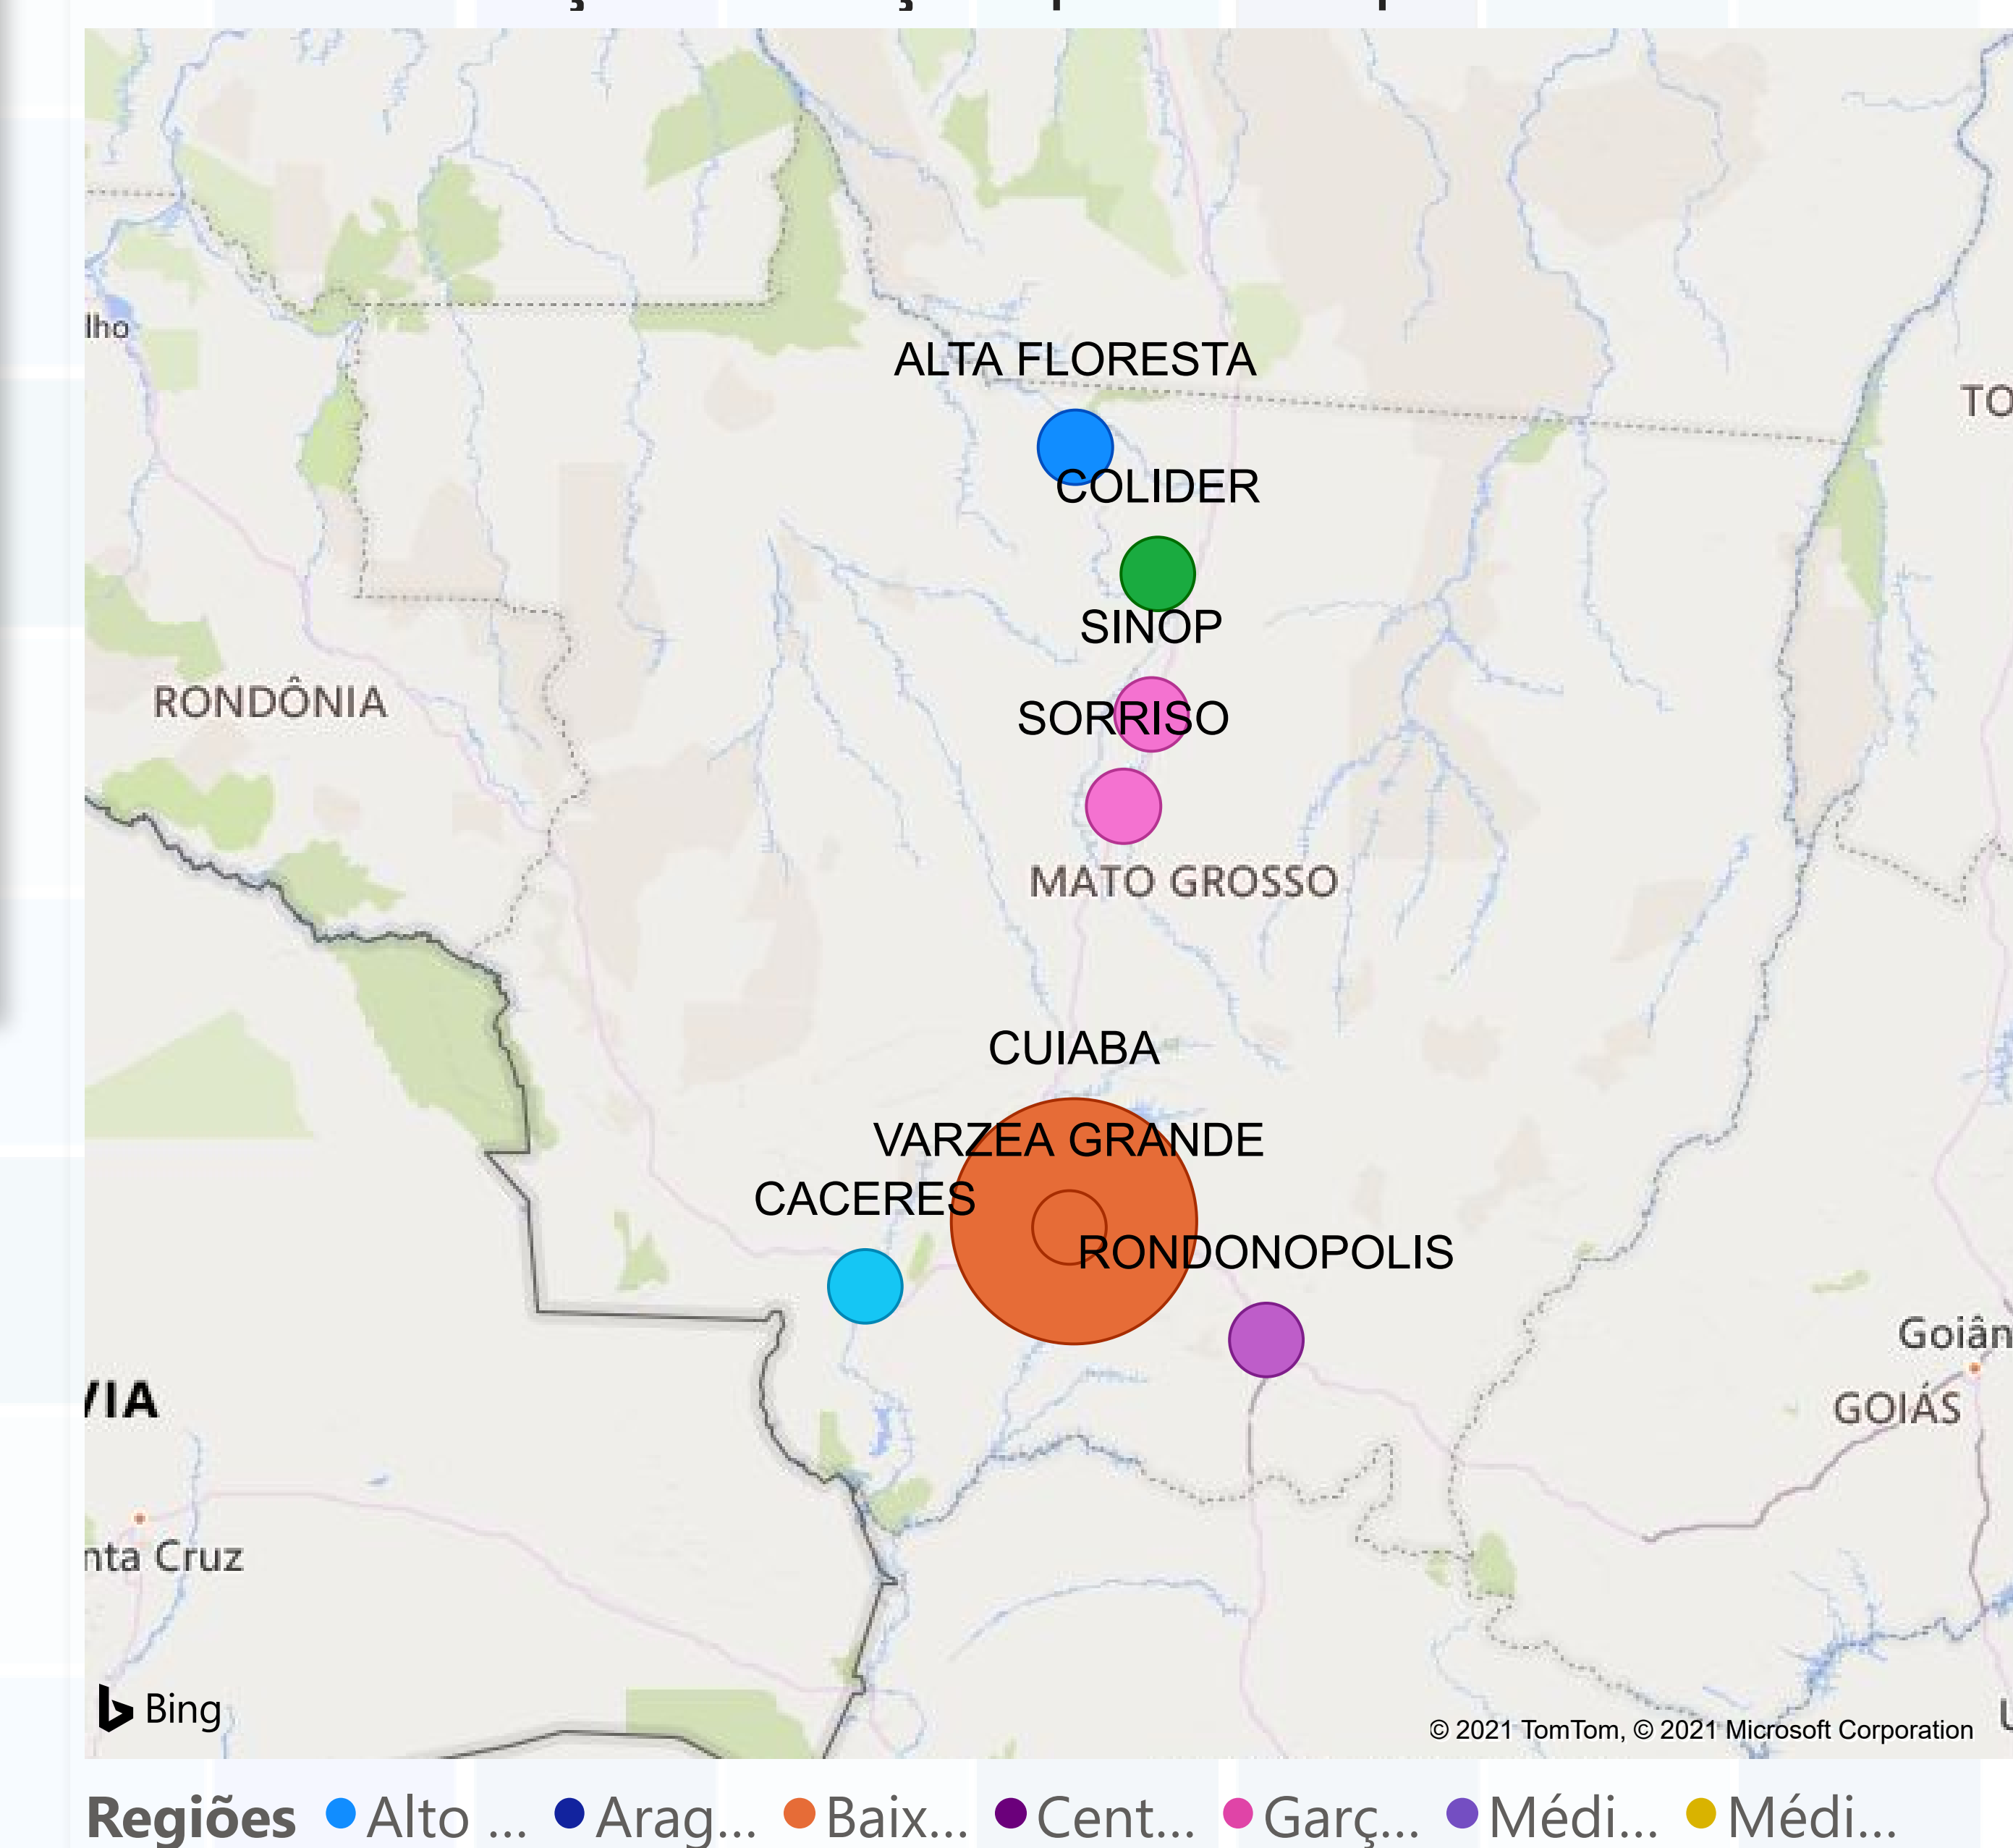 lho
ALTA FLORESTA
TO
COLIDER
SINOP
RONDÔNIA
SORRISO
MATO GROSSO
CUIABA
VARZEA GRANDE
CACERES
RONDONOPOLIS
Goiân
VIA
GOIÁS
nta Cruz
Bing
© 2021 TomTom, © 2021 Microsoft Corporation
Regiões Alto ... Arag... Baix... Cent... Garç... Médi... Médi...